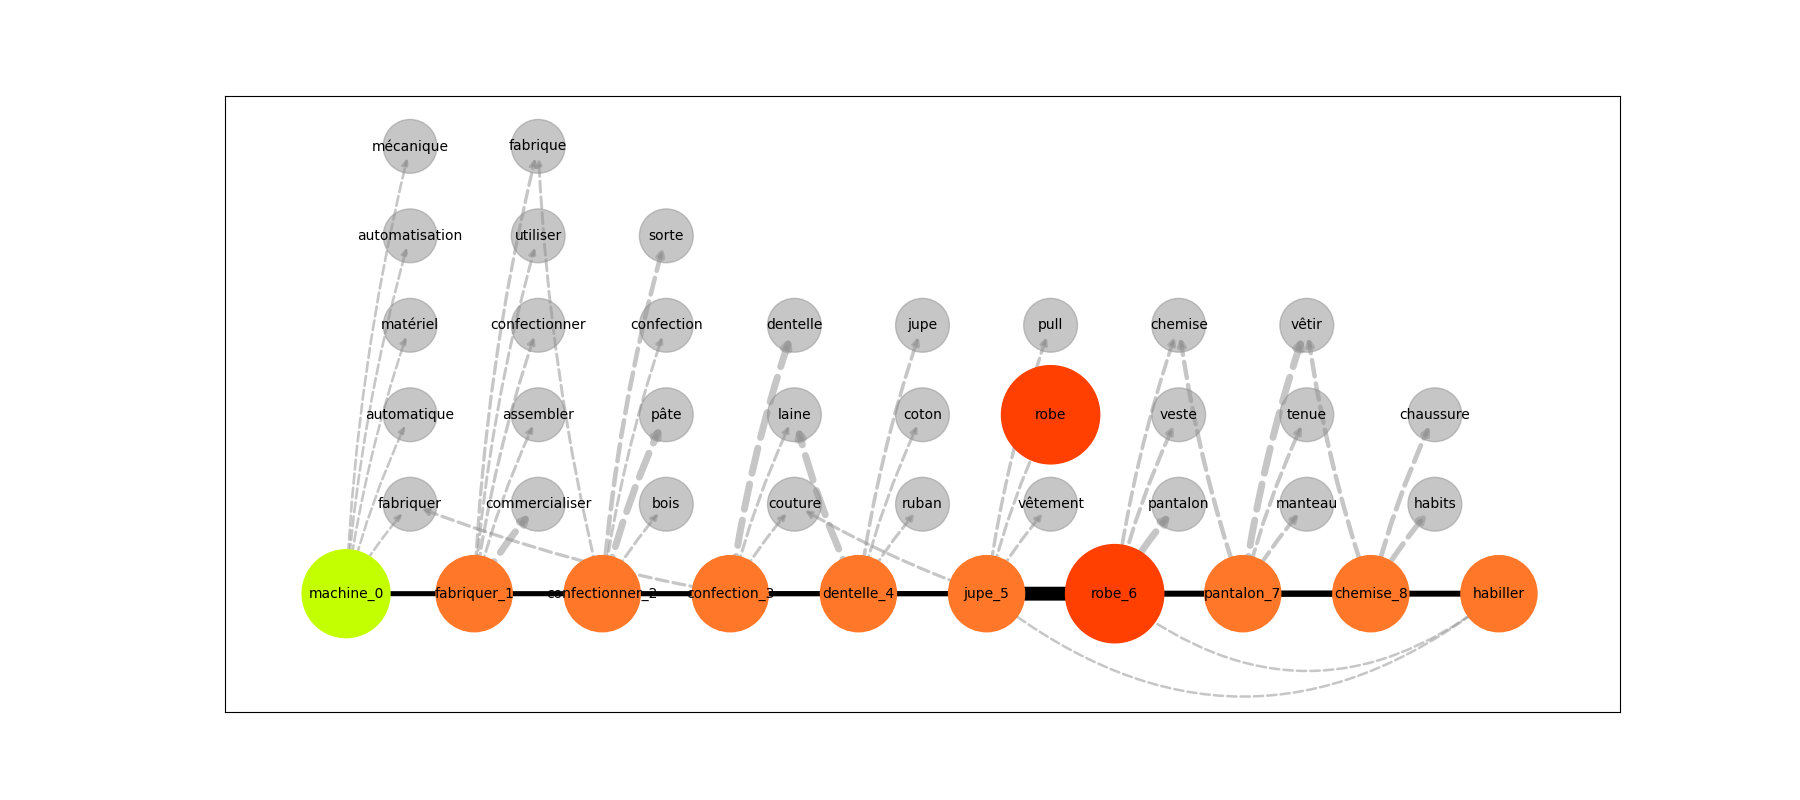 mécanique fabrique
automatisation utiliser sorte
matériel confectionner confection dentelle jupe pull chemise vêtir
automatique assembler pâte laine coton robe veste tenue chaussure
fabriquer commercialiser bois couture ruban vêtement pantalon manteau habits
machine_0 fabriquer_1 confectionner_2 confection_3 dentelle_4 jupe_5 robe_6 pantalon_7 chemise_8 habiller